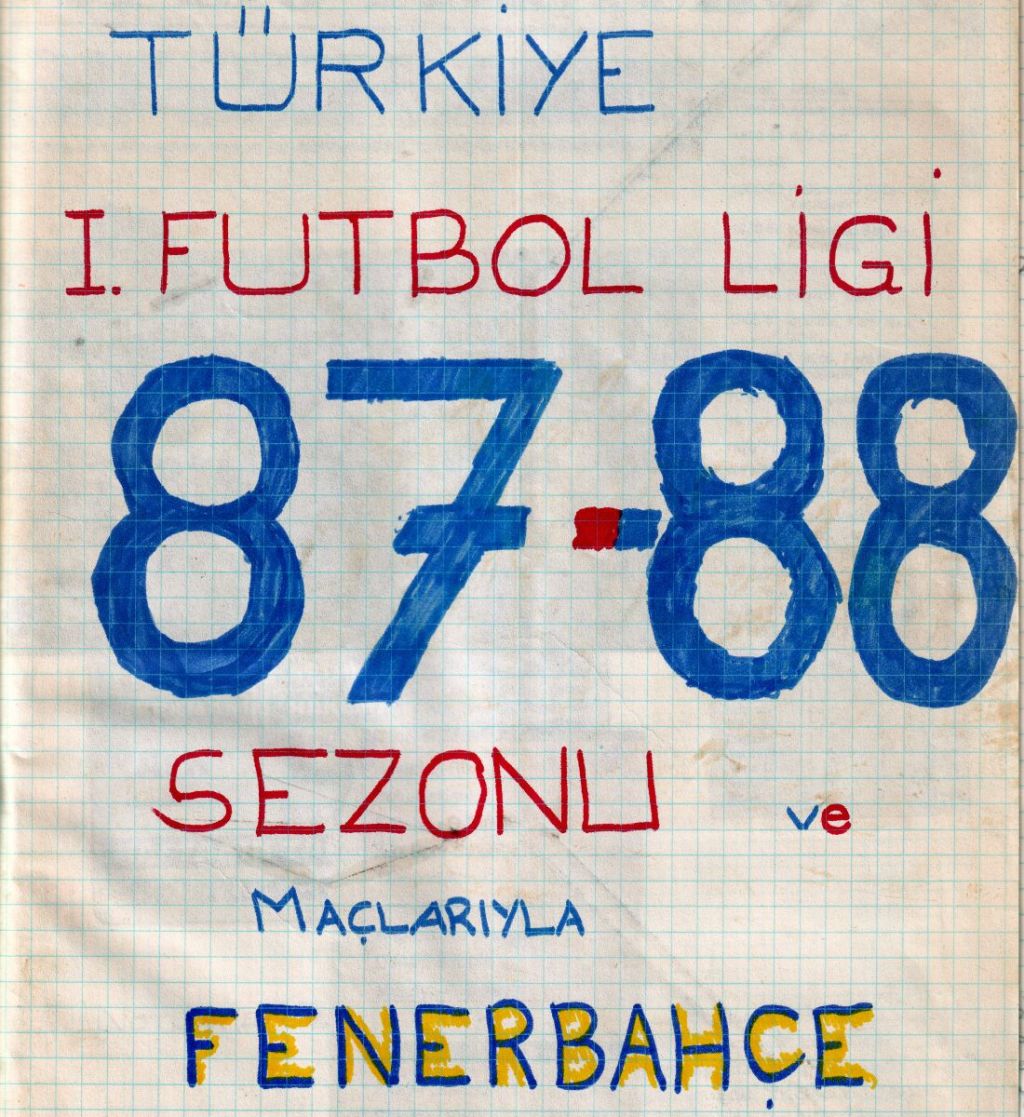 TÜRKİYE
I. FUTBOL LİGİ
87-88
SEZONU ve
MAÇLARIYLA
FENERBAHÇE